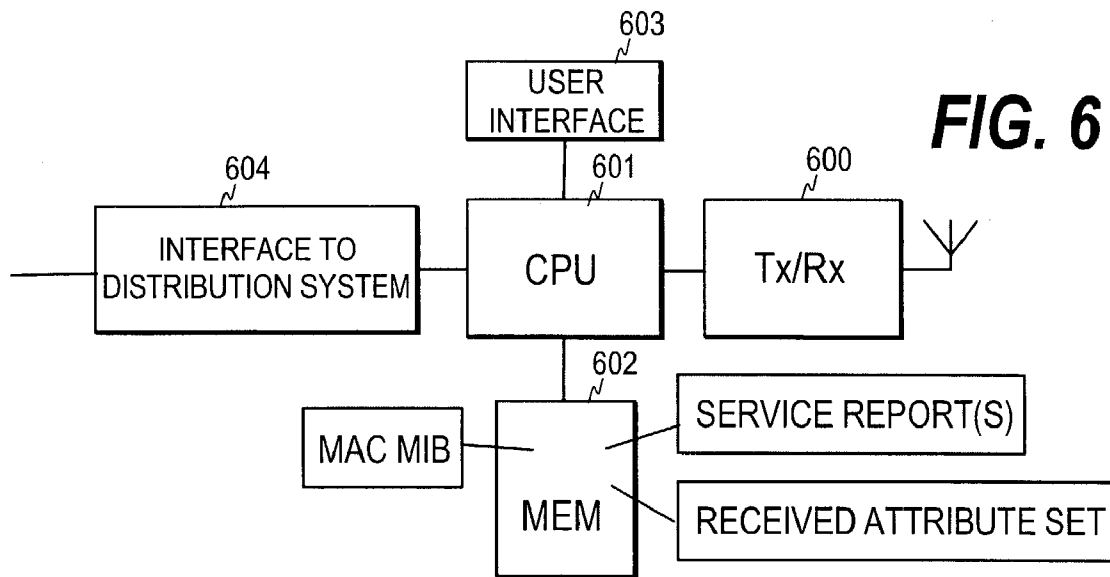 603
USER
INTERFACE
FIG. 6
604
601
600
INTERFACE TO
DISTRIBUTION SYSTEM
CPU
Tx/Rx
602
MAC MIB
SERVICE REPORT(S)
MEM
RECEIVED ATTRIBUTE SET